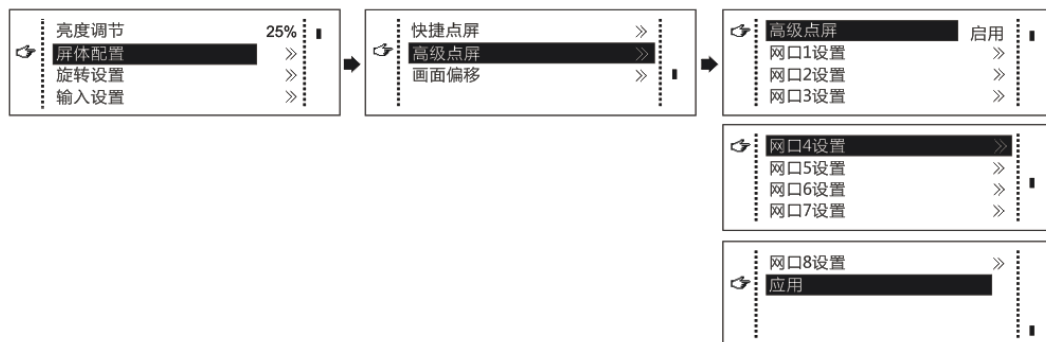 亮度调节 25%
屏体配置 »
旋转设置 »
输入设置 »
快捷点屏 »
高级点屏 »
画面偏移 »
高级点屏 启用
网口1设置 »
网口2设置 »
网口3设置 »
网口4设置 »
网口5设置 »
网口6设置 »
网口7设置 »
网口8设置 »
应用